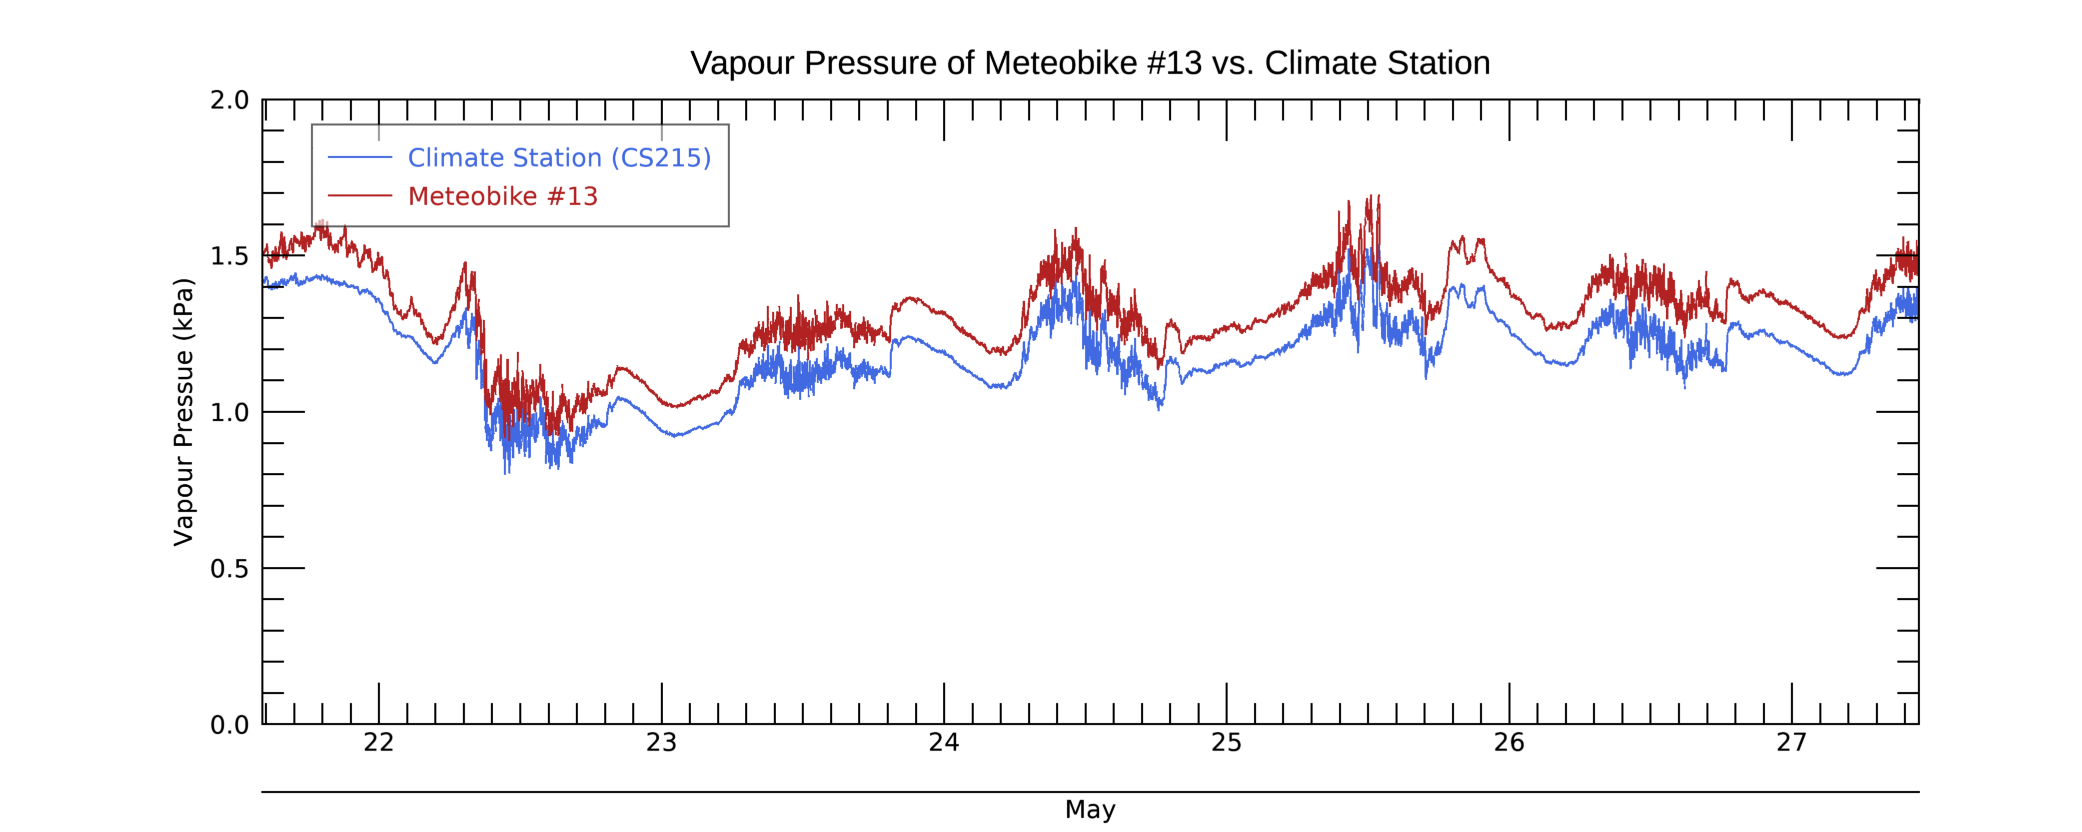 Vapour Pressure of Meteobike #13 vs. Climate Station
2.0
Climate Station (CS215)
Meteobike #13
1.5
1.0
0.5
0.0
Vapour Pressue (kPa)
22 23 24 25 26 27
May